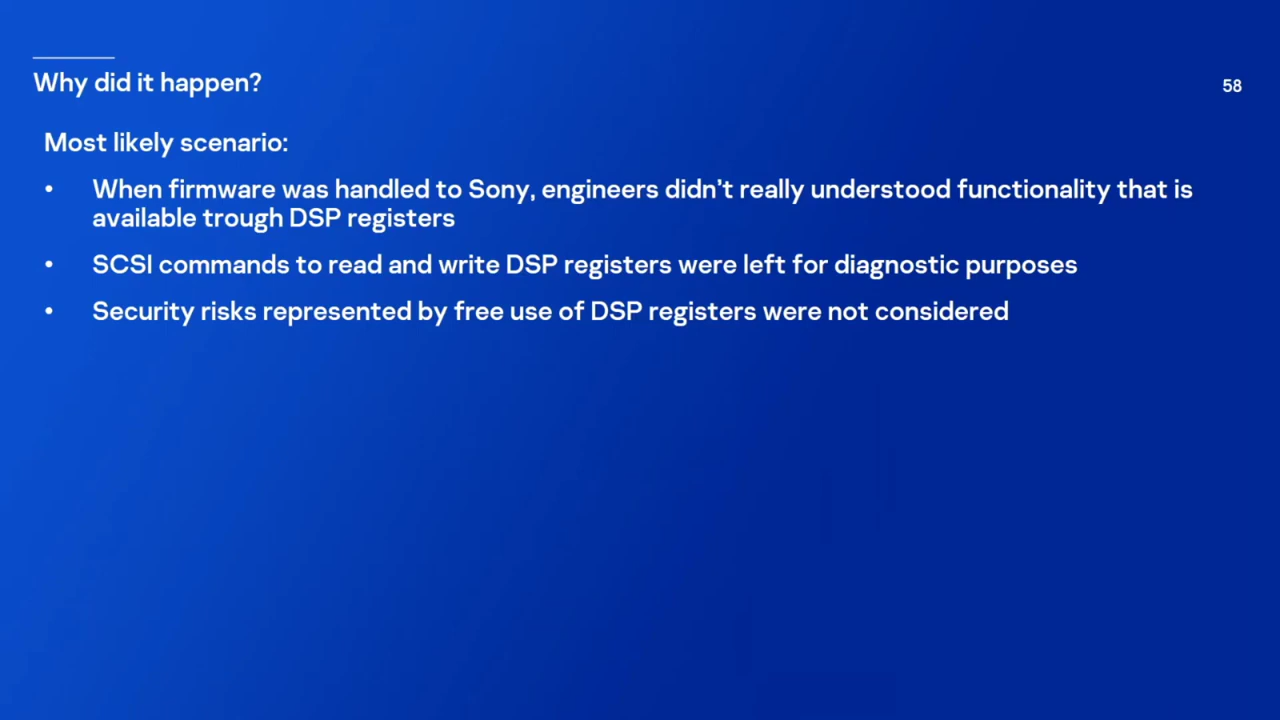 Why did it happen?
58
Most likely scenario:
• When firmware was handled to Sony, engineers didn't really understood functionality that is
available trough DSP registers
• SCSI commands to read and write DSP registers were left for diagnostic purposes
• Security risks represented by free use of DSP registers were not considered